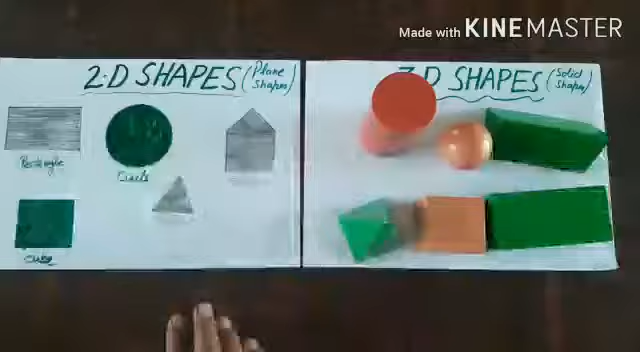 Made with KINEMASTER
2-D SHAPES (Plane
Shapes)
3-D SHAPES (Solid
Shapes)
Rectangle
Circle